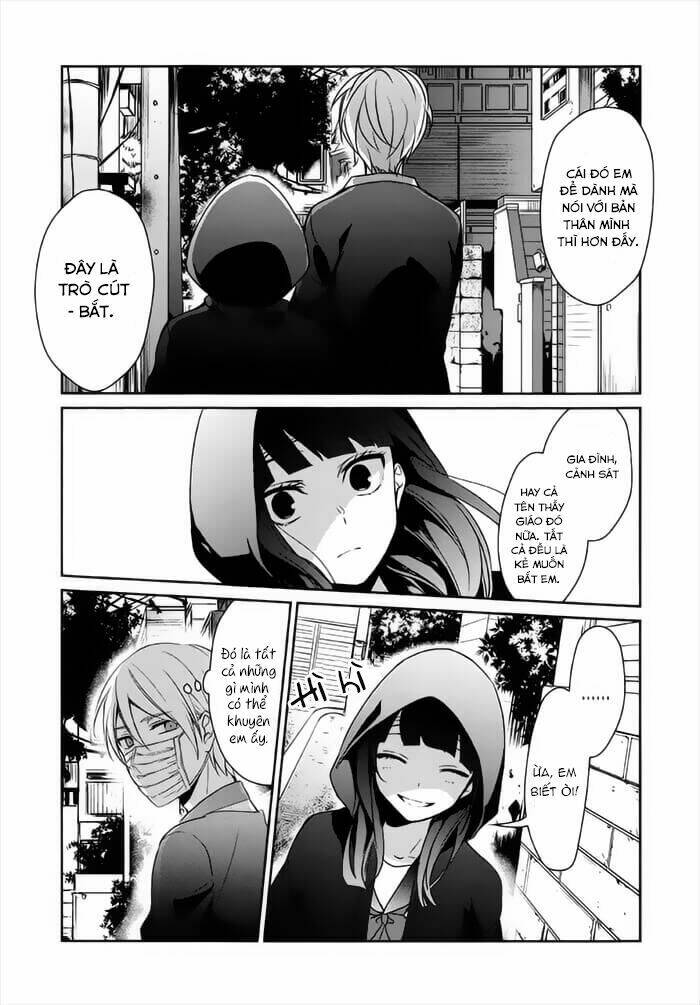 CÁI ĐÓ EM
ĐỂ DÀNH MÀ
NÓI VỚI BẢN
THÂN MÌNH
THÌ HƠN ĐẤY.
ĐÂY LÀ
TRÒ CÚT
- BẮT.
GIA ĐÌNH,
CẢNH SÁT
HAY CẢ
TÊN THẦY
GIÁO ĐÓ
NỮA. TẤT
CẢ ĐỀU LÀ
KẺ MUỐN
BẮT EM.
Đó là tất
cả những
gì mình
có thể
khuyên
em ấy.
Hì hì
......
ỪA, EM
BIẾT ÒI!